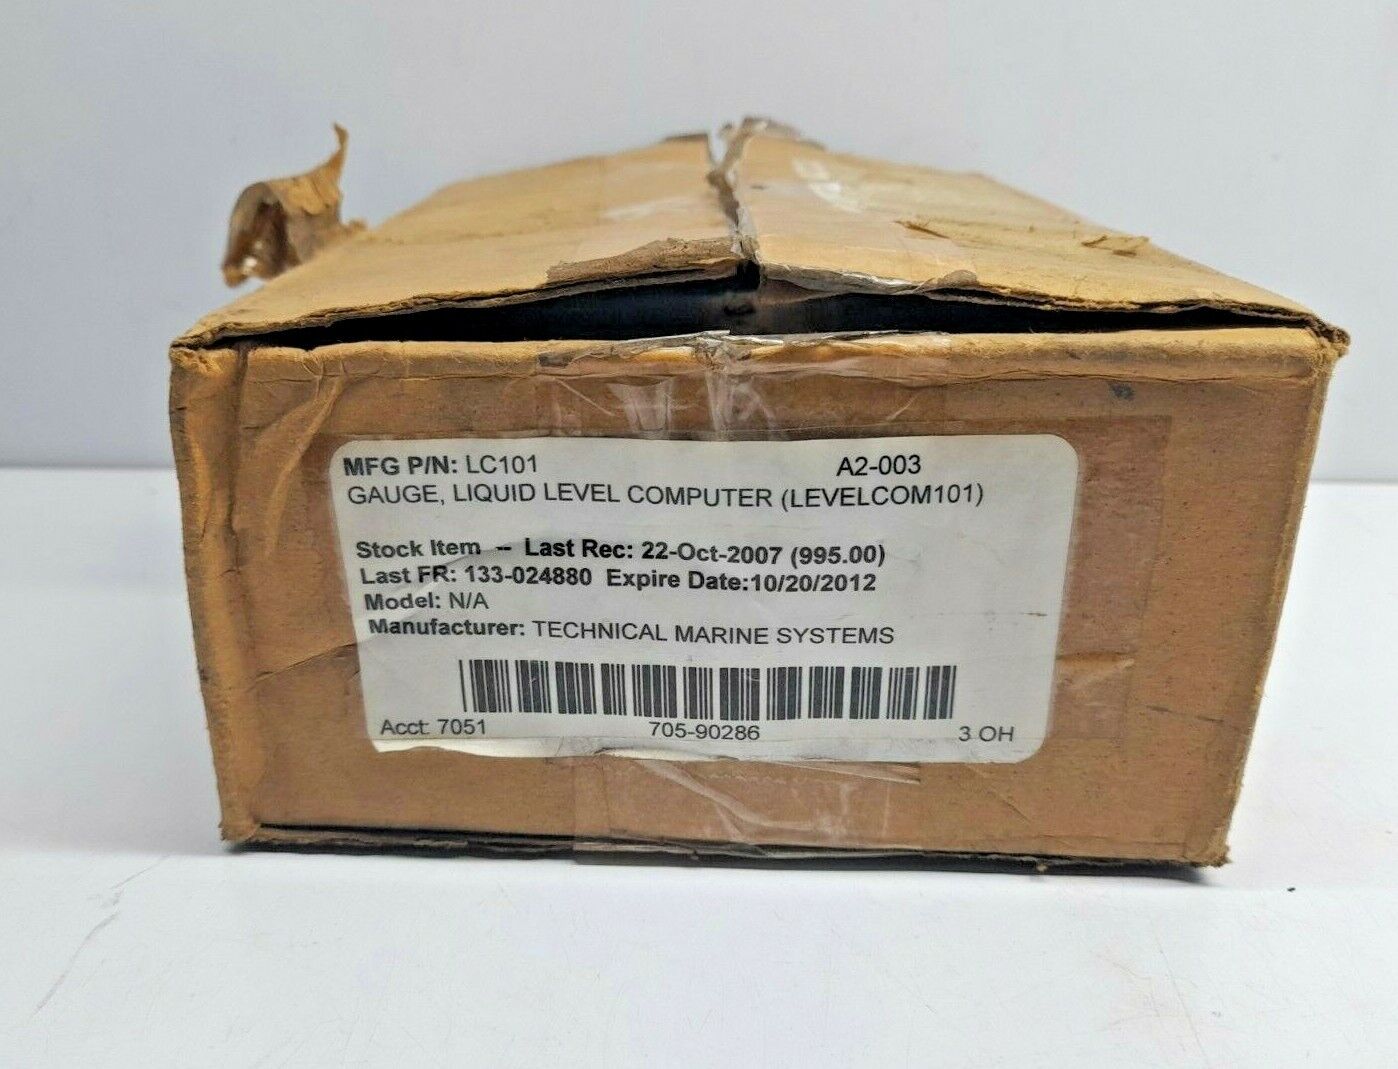 MFG P/N: LC101 A2-003
GAUGE, LIQUID LEVEL COMPUTER (LEVELCOM101)
Stock Item -- Last Rec: 22-Oct-2007 (995.00)
Last FR: 133-024880 Expire Date:10/20/2012
Model: N/A
Manufacturer: TECHNICAL MARINE SYSTEMS
Acct: 7051 705-90286 3 OH